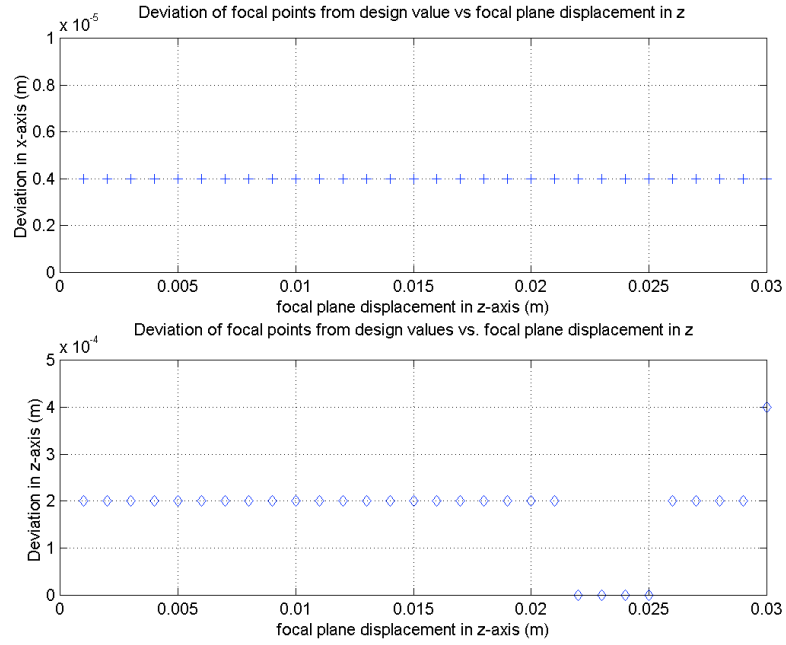 Deviation of focal points from design value vs focal plane displacement in z
x 10^-5
1
0.8
0.6
0.4
0.2
0
Deviation in x-axis (m)
0 0.005 0.01 0.015 0.02 0.025 0.03
focal plane displacement in z-axis (m)
Deviation of focal points from design values vs. focal plane displacement in z
x 10^-4
5
4
3
2
1
0
Deviation in z-axis (m)
0 0.005 0.01 0.015 0.02 0.025 0.03
focal plane displacement in z-axis (m)